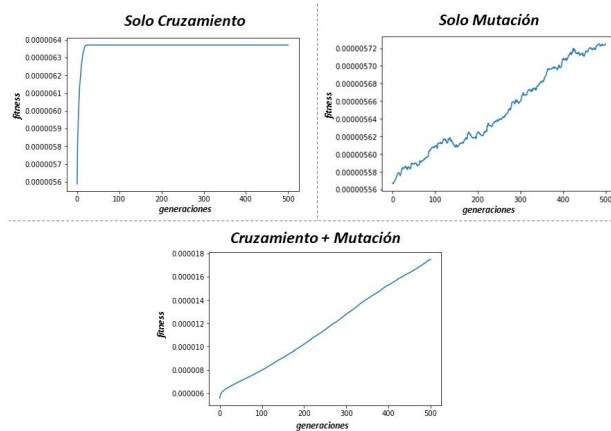 Solo Cruzamiento
0.0000064
0.0000063
0.0000062
0.0000061
0.0000060
0.0000059
0.0000058
0.0000057
0.0000056
fitness
0 100 200 300 400 500
generaciones
Solo Mutación
0.00000572
0.00000570
0.00000568
0.00000566
0.00000564
0.00000562
0.00000560
0.00000558
0.00000556
fitness
0 100 200 300 400 500
generaciones
Cruzamiento + Mutación
0.000018
0.000016
0.000014
0.000012
0.000010
0.000008
0.000006
fitness
0 100 200 300 400 500
generaciones